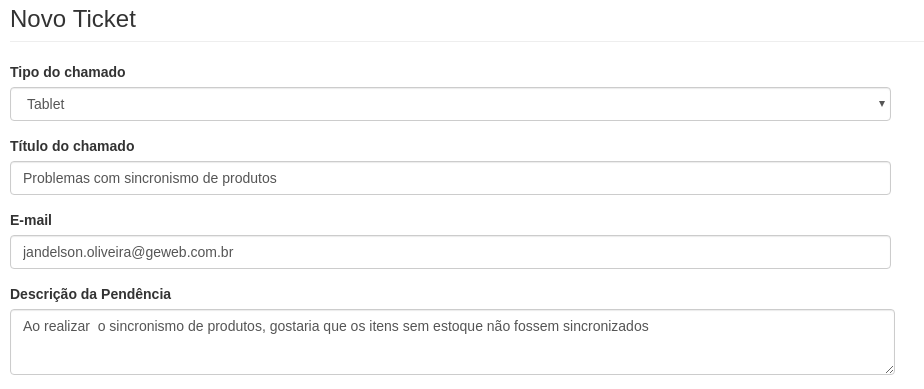 Novo Ticket
Tipo do chamado
Tablet
Título do chamado
Problemas com sincronismo de produtos
E-mail
jandelson.oliveira@geweb.com.br
Descrição da Pendência
Ao realizar  o sincronismo de produtos, gostaria que os itens sem estoque não fossem sincronizados